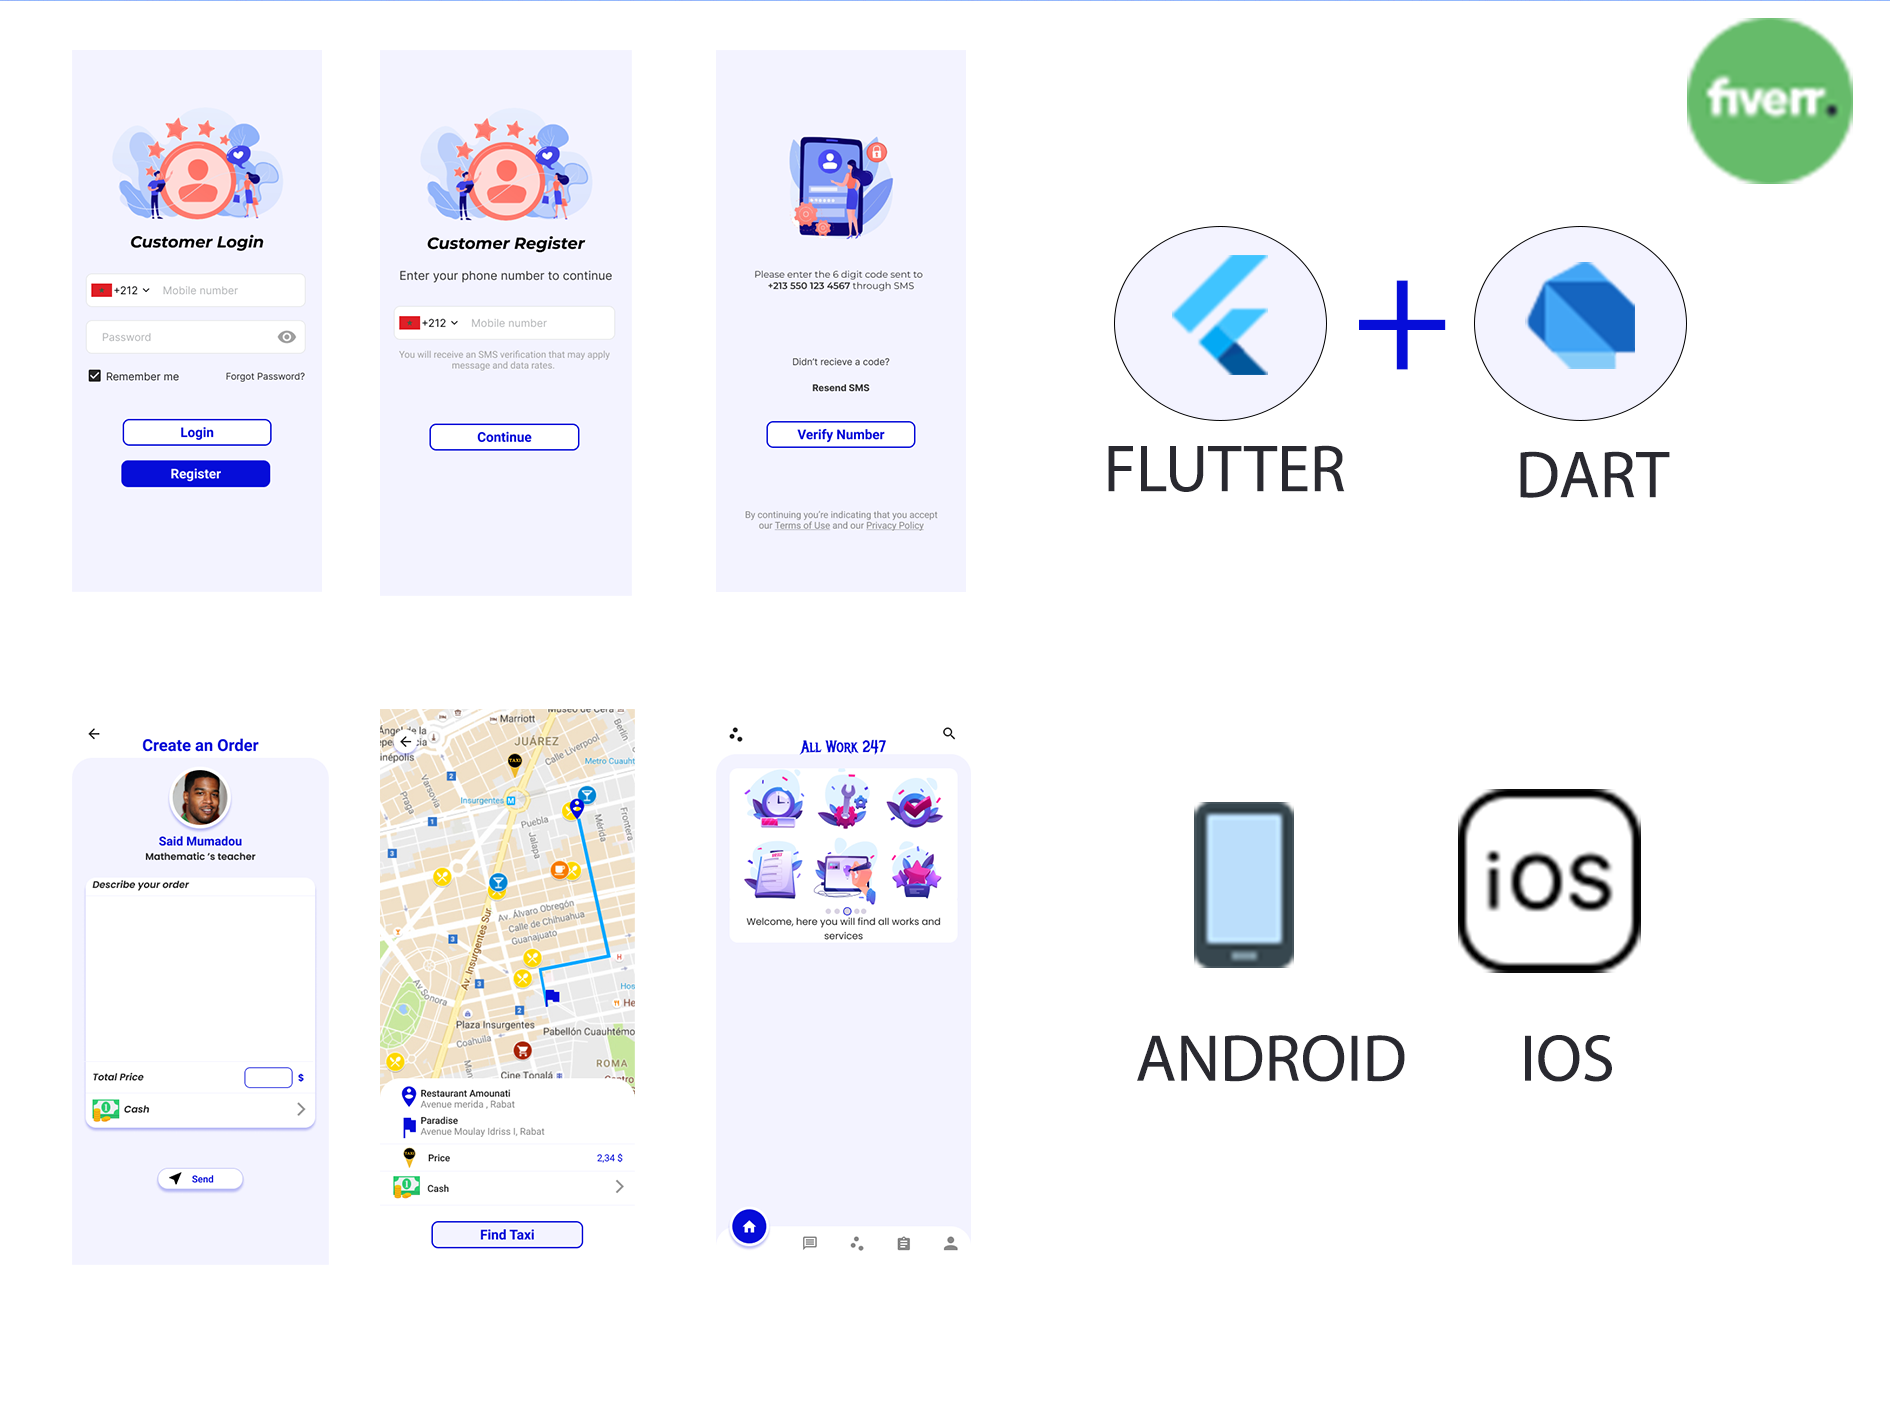 fiverr.
Customer Login
+212 Mobile number
Password
Remember me Forgot Password?
Login
Register
Customer Register
Enter your phone number to continue
+212 Mobile number
You will receive an SMS verification that may apply
message and data rates.
Continue
Please enter the 6 digit code sent to
+213 550 123 4567 through SMS
Didn't recieve a code?
Resend SMS
Verify Number
By continuing you're indicating that you accept
our Terms of Use and our Privacy Policy
FLUTTER
DART
Create an Order
Said Mumadou
Mathematic 's teacher
Describe your order
Total Price $
Cash
Send
Marriott
JUÁREZ
Calle Liverpool
Berlín
Metro Cuauh
TAXI
Varsovia
Praga
Insurgentes M
Puebla
Jalapa
Mérida
Frontera
Av. Álvaro Obregón
Calle de Chihuahua
Guanajuato
Av. Insurgentes Sur
Av Sonora
Plaza Insurgentes
Pabellón Cuauhtémo
Coahuila
ROMA
Cine Tonalá
Restaurant Amounati
Avenue merida , Rabat
Paradise
Avenue Moulay Idriss I, Rabat
Price 2,34 $
Cash
Find Taxi
ALL WORK 247
Welcome, here you will find all works and
services
iOS
ANDROID
IOS